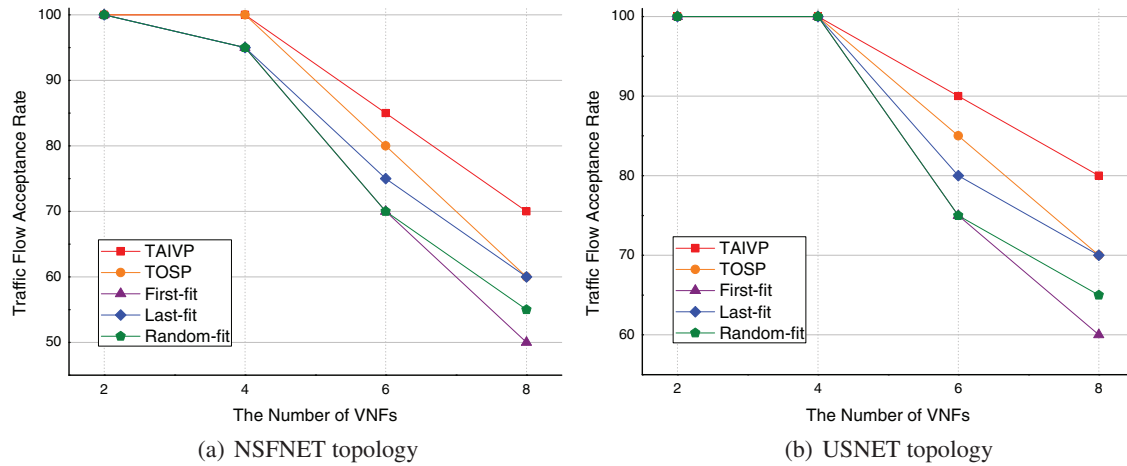 100
90
80
70
60
50
Traffic Flow Acceptance Rate
TAIVP
TOSP
First-fit
Last-fit
Random-fit
2 4 6 8
The Number of VNFs
(a) NSFNET topology
100
90
80
70
60
Traffic Flow Acceptance Rate
TAIVP
TOSP
First-fit
Last-fit
Random-fit
2 4 6 8
The Number of VNFs
(b) USNET topology